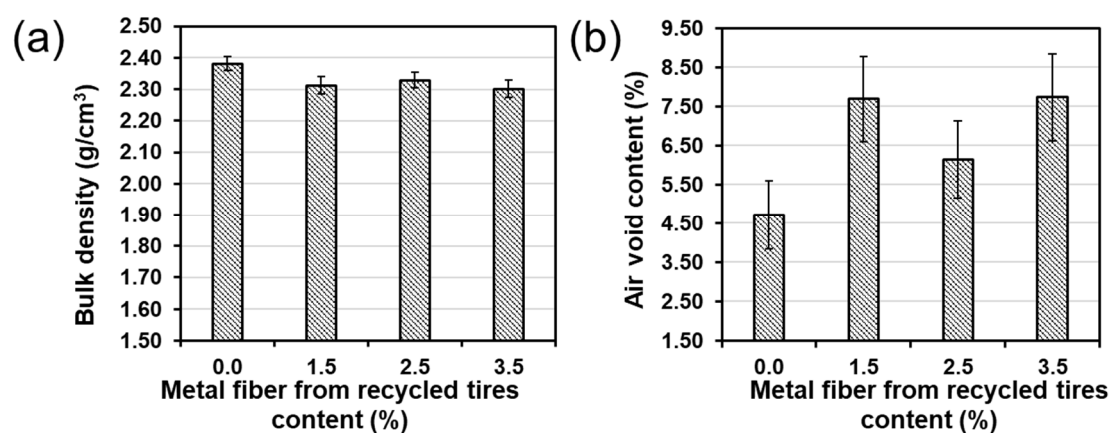 (a)
Bulk density (g/cm³)
2.50
2.40
2.30
2.20
2.10
2.00
1.90
1.80
1.70
1.60
1.50
0.0 1.5 2.5 3.5
Metal fiber from recycled tires
content (%)
(b)
Air void content (%)
9.50
8.50
7.50
6.50
5.50
4.50
3.50
2.50
1.50
0.0 1.5 2.5 3.5
Metal fiber from recycled tires
content (%)